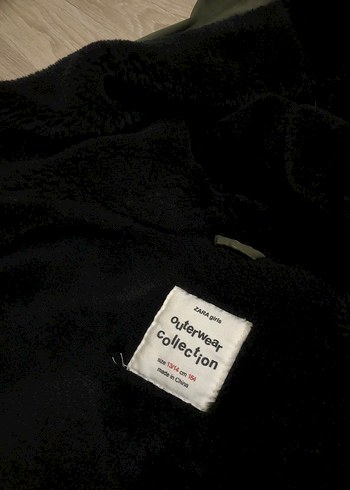 ZARA girls
outerwear
collection
size 13/14 cm 164
made in China